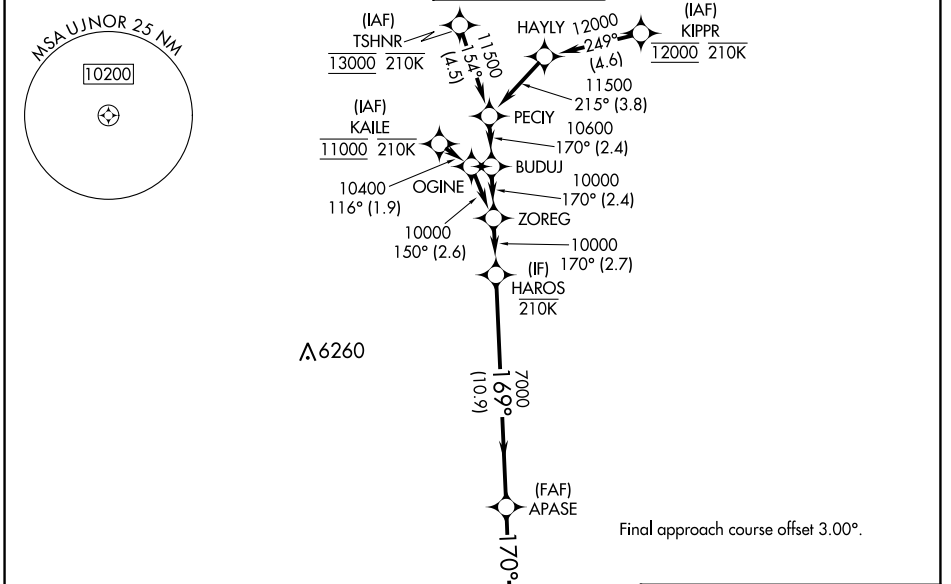 MSA UJNOR 25 NM
10200
(IAF)
TSHNR
13000 210K
11500
154°
(4.5)
HAYLY
12000
249°
(4.6)
(IAF)
KIPPR
12000 210K
11500
215° (3.8)
PECIY
(IAF)
KAILE
11000 210K
10600
170° (2.4)
BUDUJ
OGINE
10400
116° (1.9)
10000
170° (2.4)
ZOREG
10000
150° (2.6)
10000
170° (2.7)
(IF)
HAROS
210K
6260
7000
169°
(10.9)
(FAF)
APASE
Final approach course offset 3.00°.
170°